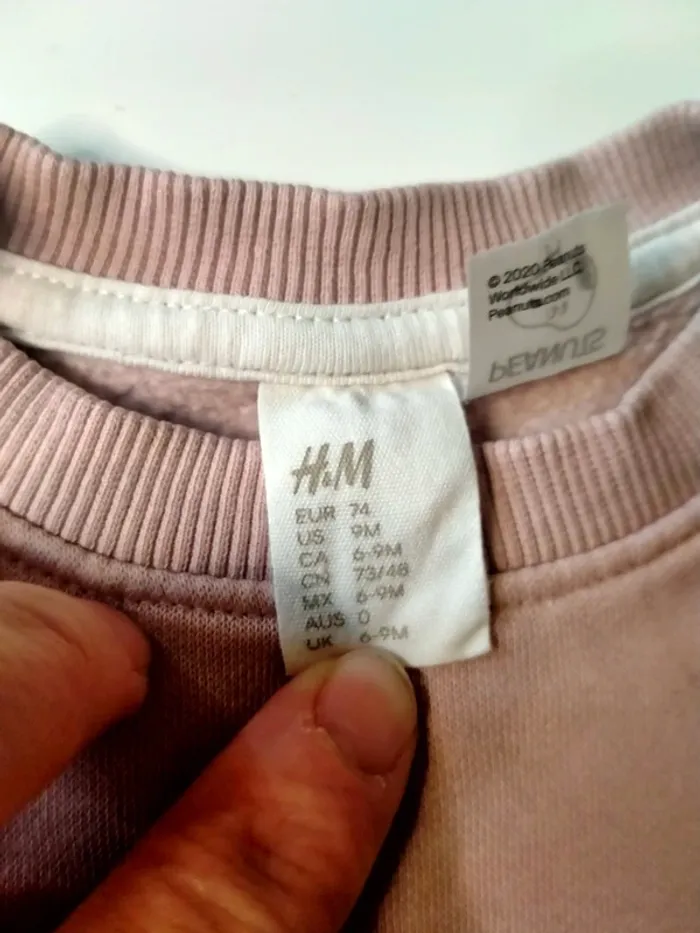 © 2020 Peanuts
Worldwide LLC
Peanuts.com
PEANUTS
H&M
EUR 74
US 9M
CA 6-9M
CN 73/48
MX 6-9M
AUS 0
UK 6-9M